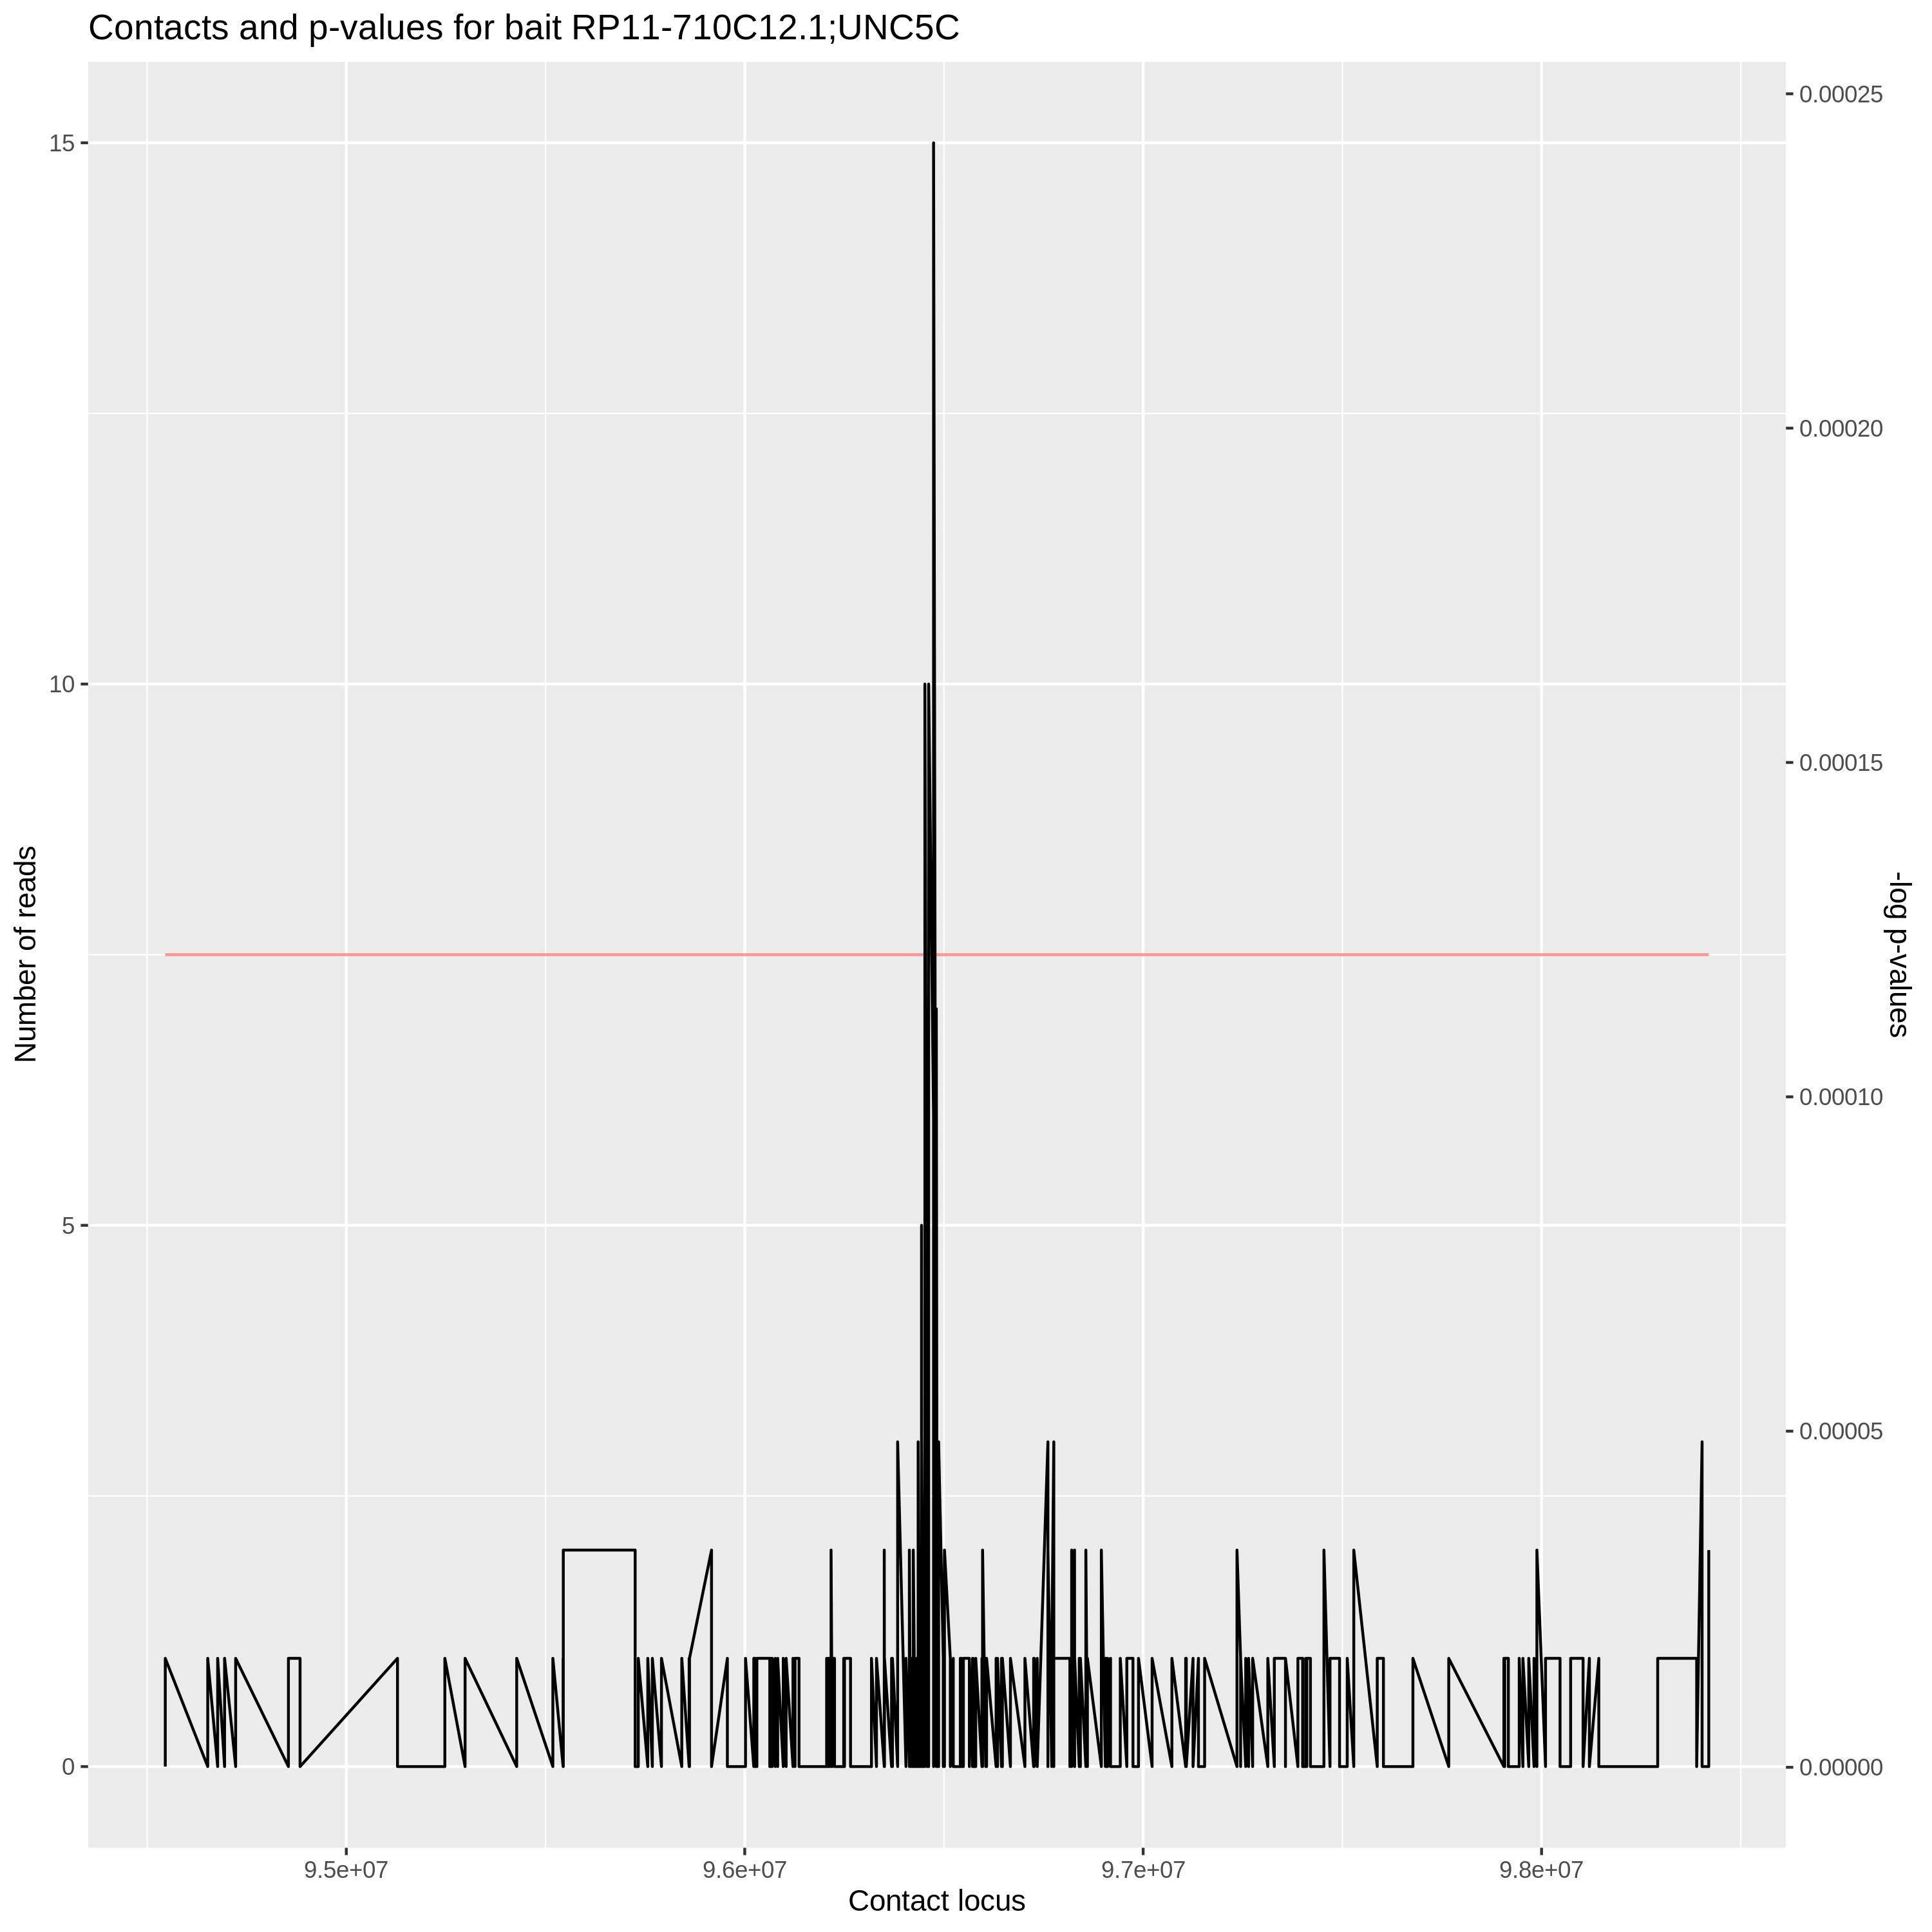 Contacts and p-values for bait RP11-710C12.1;UNC5C
15
10
5
0
Number of reads
0.00025
0.00020
0.00015
0.00010
0.00005
0.00000
-log p-values
9.5e+07
9.6e+07
9.7e+07
9.8e+07
Contact locus